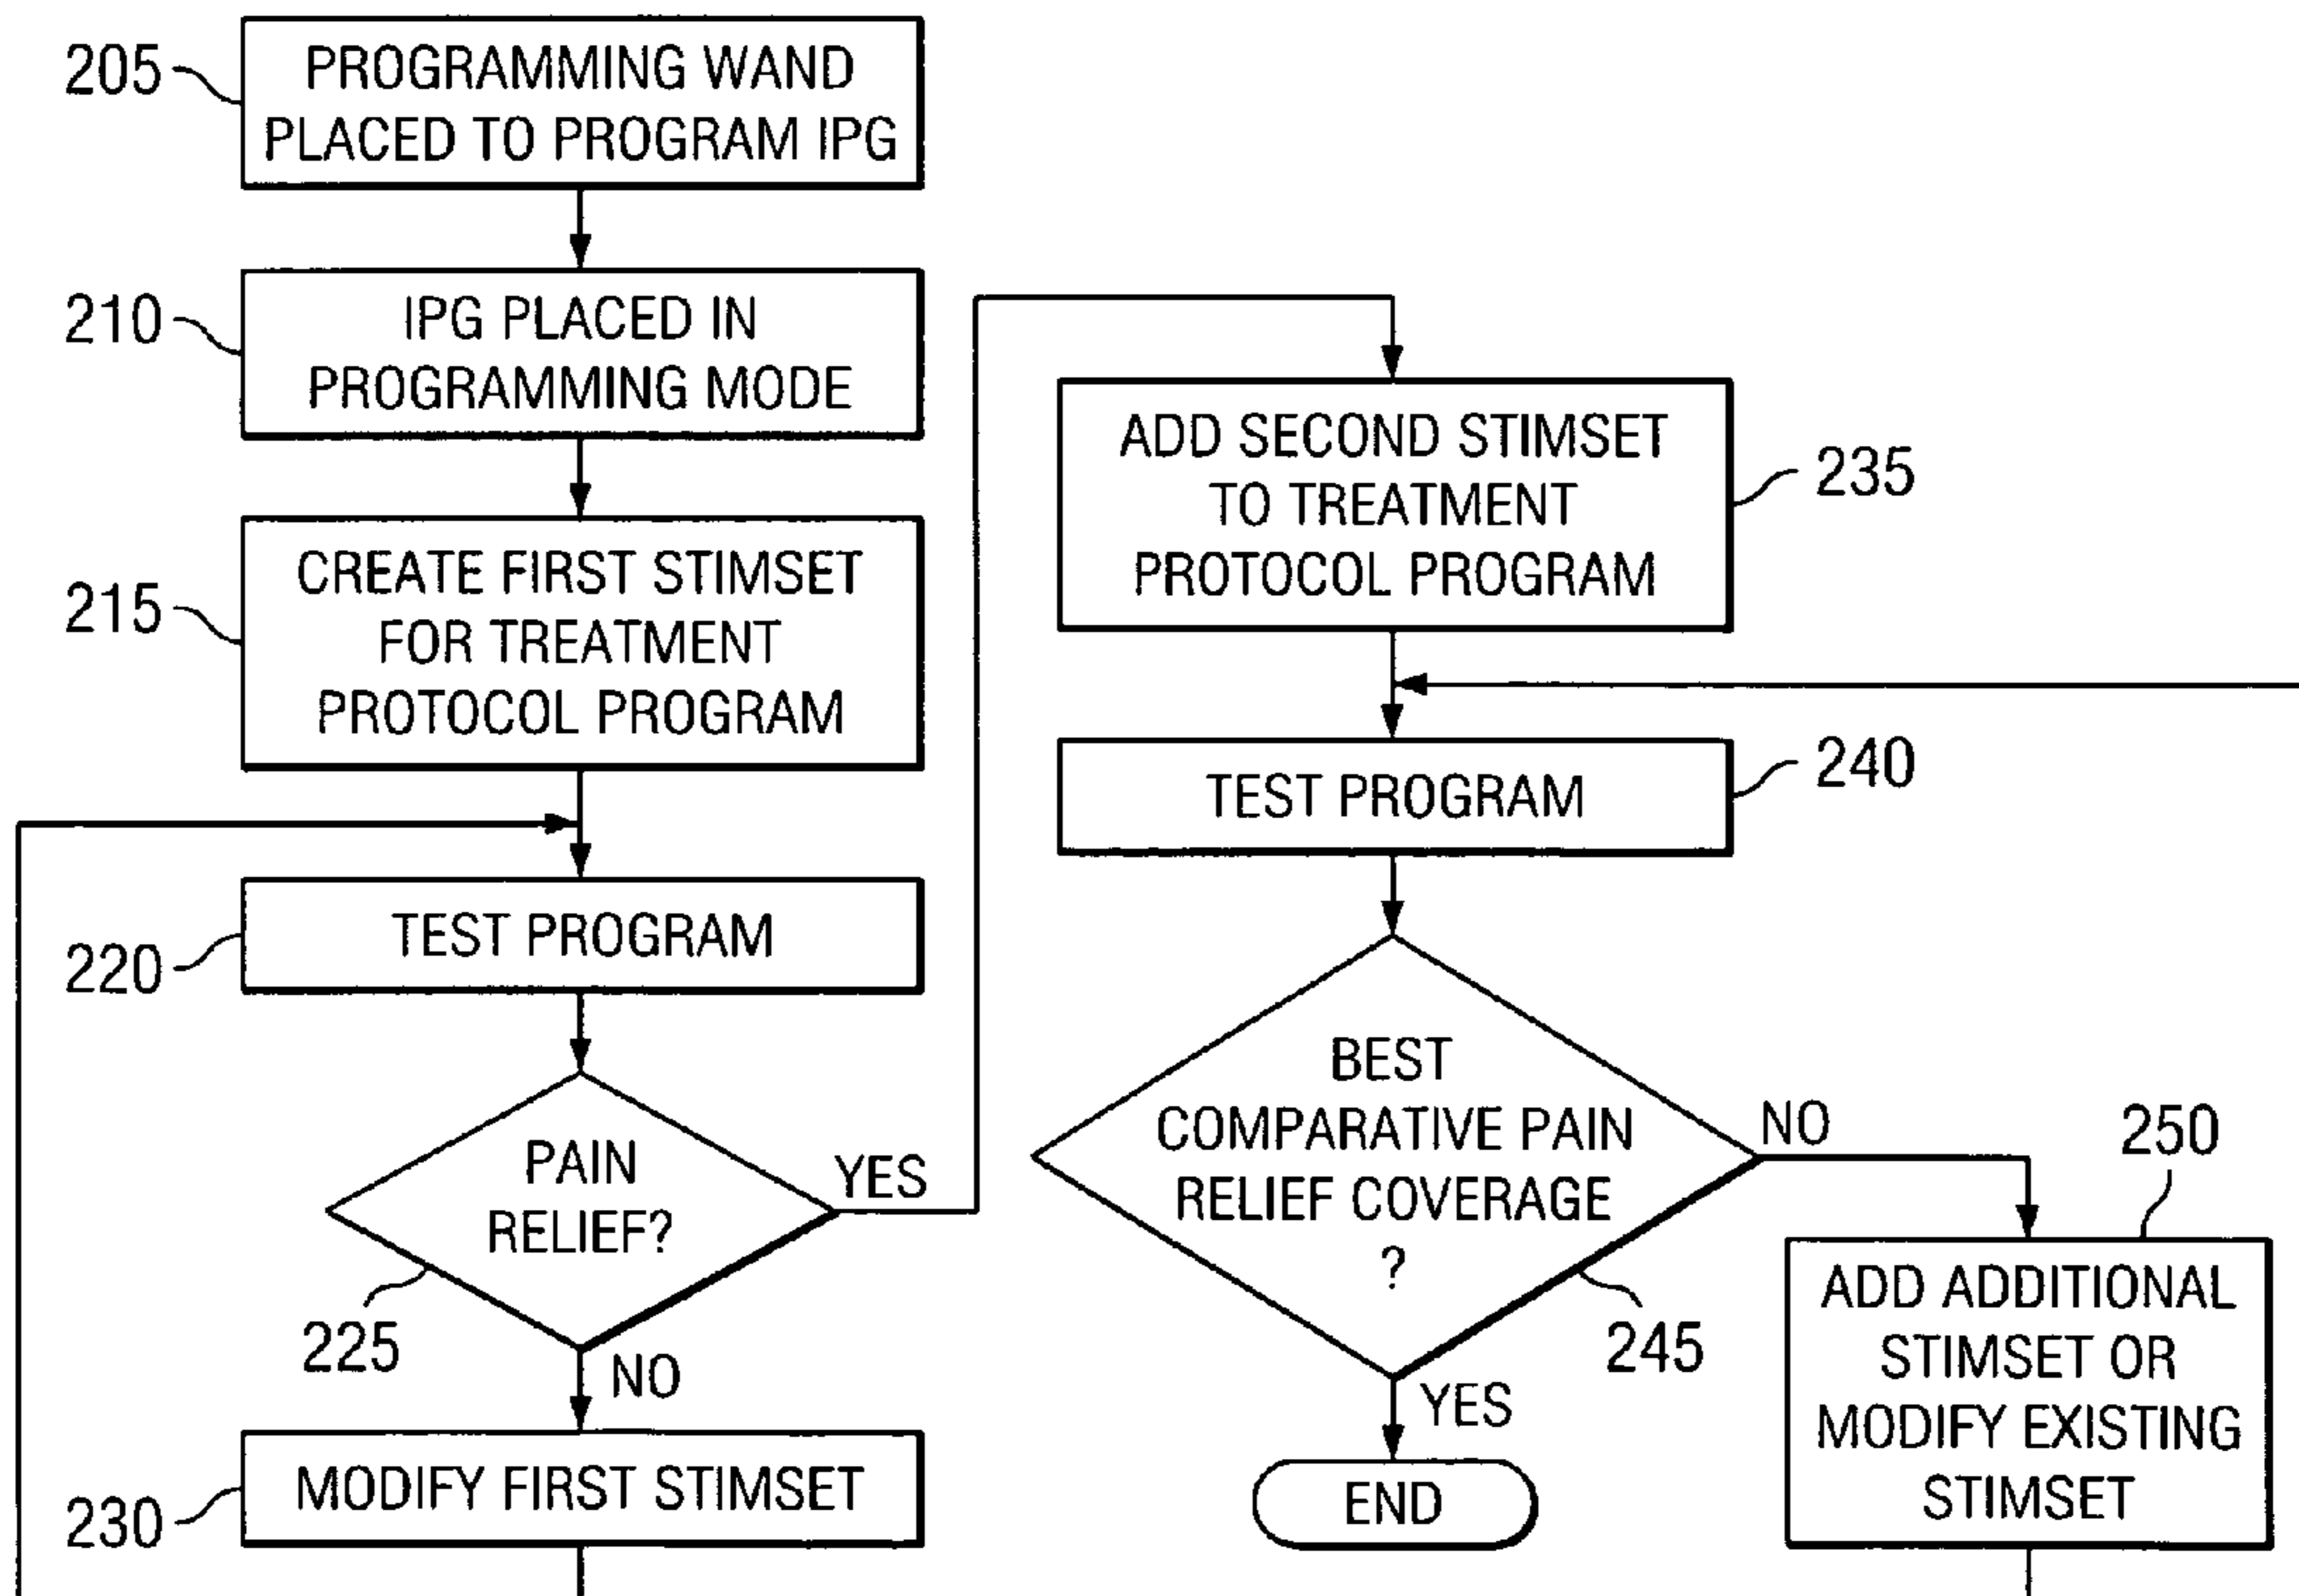 205
PROGRAMMING WAND
PLACED TO PROGRAM IPG
210
IPG PLACED IN
PROGRAMMING MODE
215
CREATE FIRST STIMSET
FOR TREATMENT
PROTOCOL PROGRAM
220
TEST PROGRAM
PAIN
RELIEF?
YES
225
NO
230
MODIFY FIRST STIMSET
ADD SECOND STIMSET
TO TREATMENT
PROTOCOL PROGRAM
235
TEST PROGRAM
240
BEST
COMPARATIVE PAIN
RELIEF COVERAGE
?
NO
245
YES
END
250
ADD ADDITIONAL
STIMSET OR
MODIFY EXISTING
STIMSET